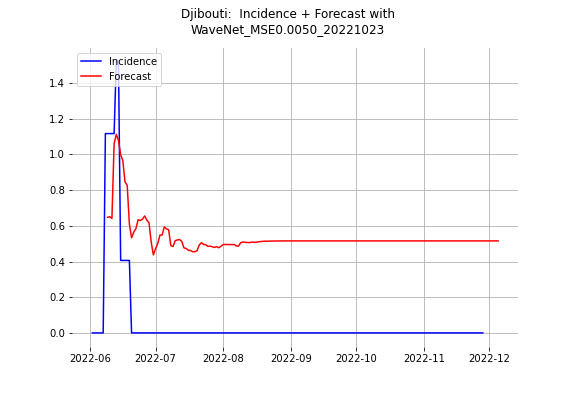 Djibouti:  Incidence + Forecast with
WaveNet_MSE0.0050_20221023
Incidence
Forecast
1.4
1.2
1.0
0.8
0.6
0.4
0.2
0.0
2022-06 2022-07 2022-08 2022-09 2022-10 2022-11 2022-12